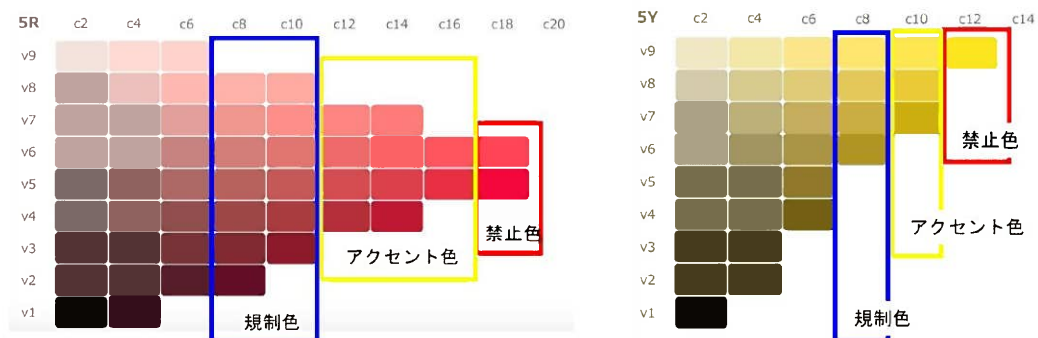 5R c2 c4 c6 c8 c10 c12 c14 c16 c18 c20
v9
v8
v7
v6
v5
v4
v3
v2
v1
規制色
アクセント色
禁止色
5Y c2 c4 c6 c8 c10 c12 c14
v9
v8
v7
v6
v5
v4
v3
v2
v1
規制色
アクセント色
禁止色